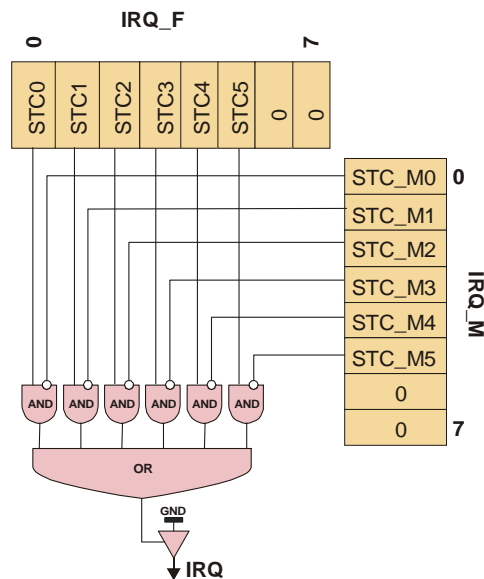 IRQ_F
0 7
STC0 STC1 STC2 STC3 STC4 STC5 0 0
STC_M0 0
STC_M1
STC_M2
STC_M3
STC_M4
STC_M5
0
0 7
IRQ_M
AND AND AND AND AND AND
OR
GND
IRQ